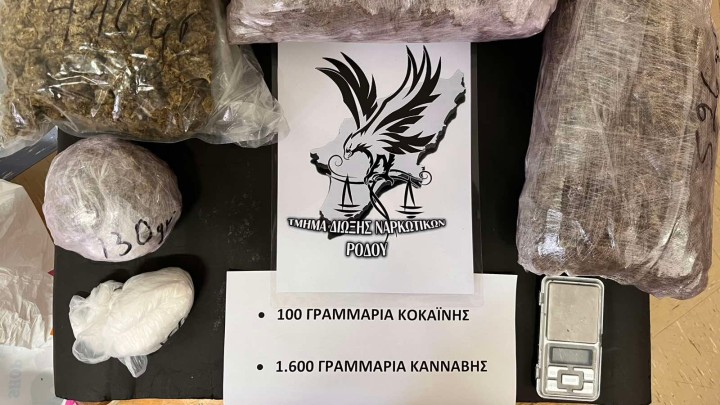 130gr
ΤΜΗΜΑ ΔΙΩΞΗΣ ΝΑΡΚΩΤΙΚΩΝ
ΡΟΔΟΥ
• 100 ΓΡΑΜΜΑΡΙΑ ΚΟΚΑΪΝΗΣ
• 1.600 ΓΡΑΜΜΑΡΙΑ ΚΑΝΝΑΒΗΣ